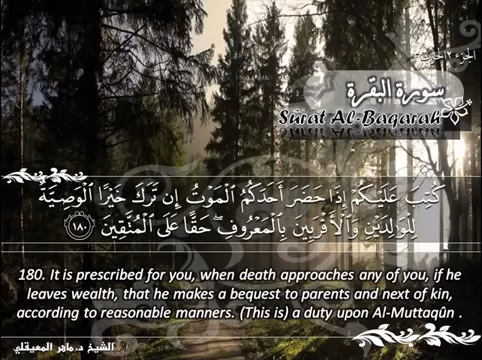 سورة البقرة
Sûrat Al-Baqarah
كُتِبَ عَلَيْكُمْ إِذَا حَضَرَ أَحَدَكُمُ الْمَوْتُ إِن تَرَكَ خَيْرًا الْوَصِيَّةُ
لِلْوَالِدَيْنِ وَالْأَقْرَبِينَ بِالْمَعْرُوفِ ۖ حَقًّا عَلَى الْمُتَّقِينَ ١٨٠
180. It is prescribed for you, when death approaches any of you, if he
leaves wealth, that he makes a bequest to parents and next of kin,
according to reasonable manners. (This is) a duty upon Al-Muttaqûn .
الشيخ د. ماهر المعيقلي